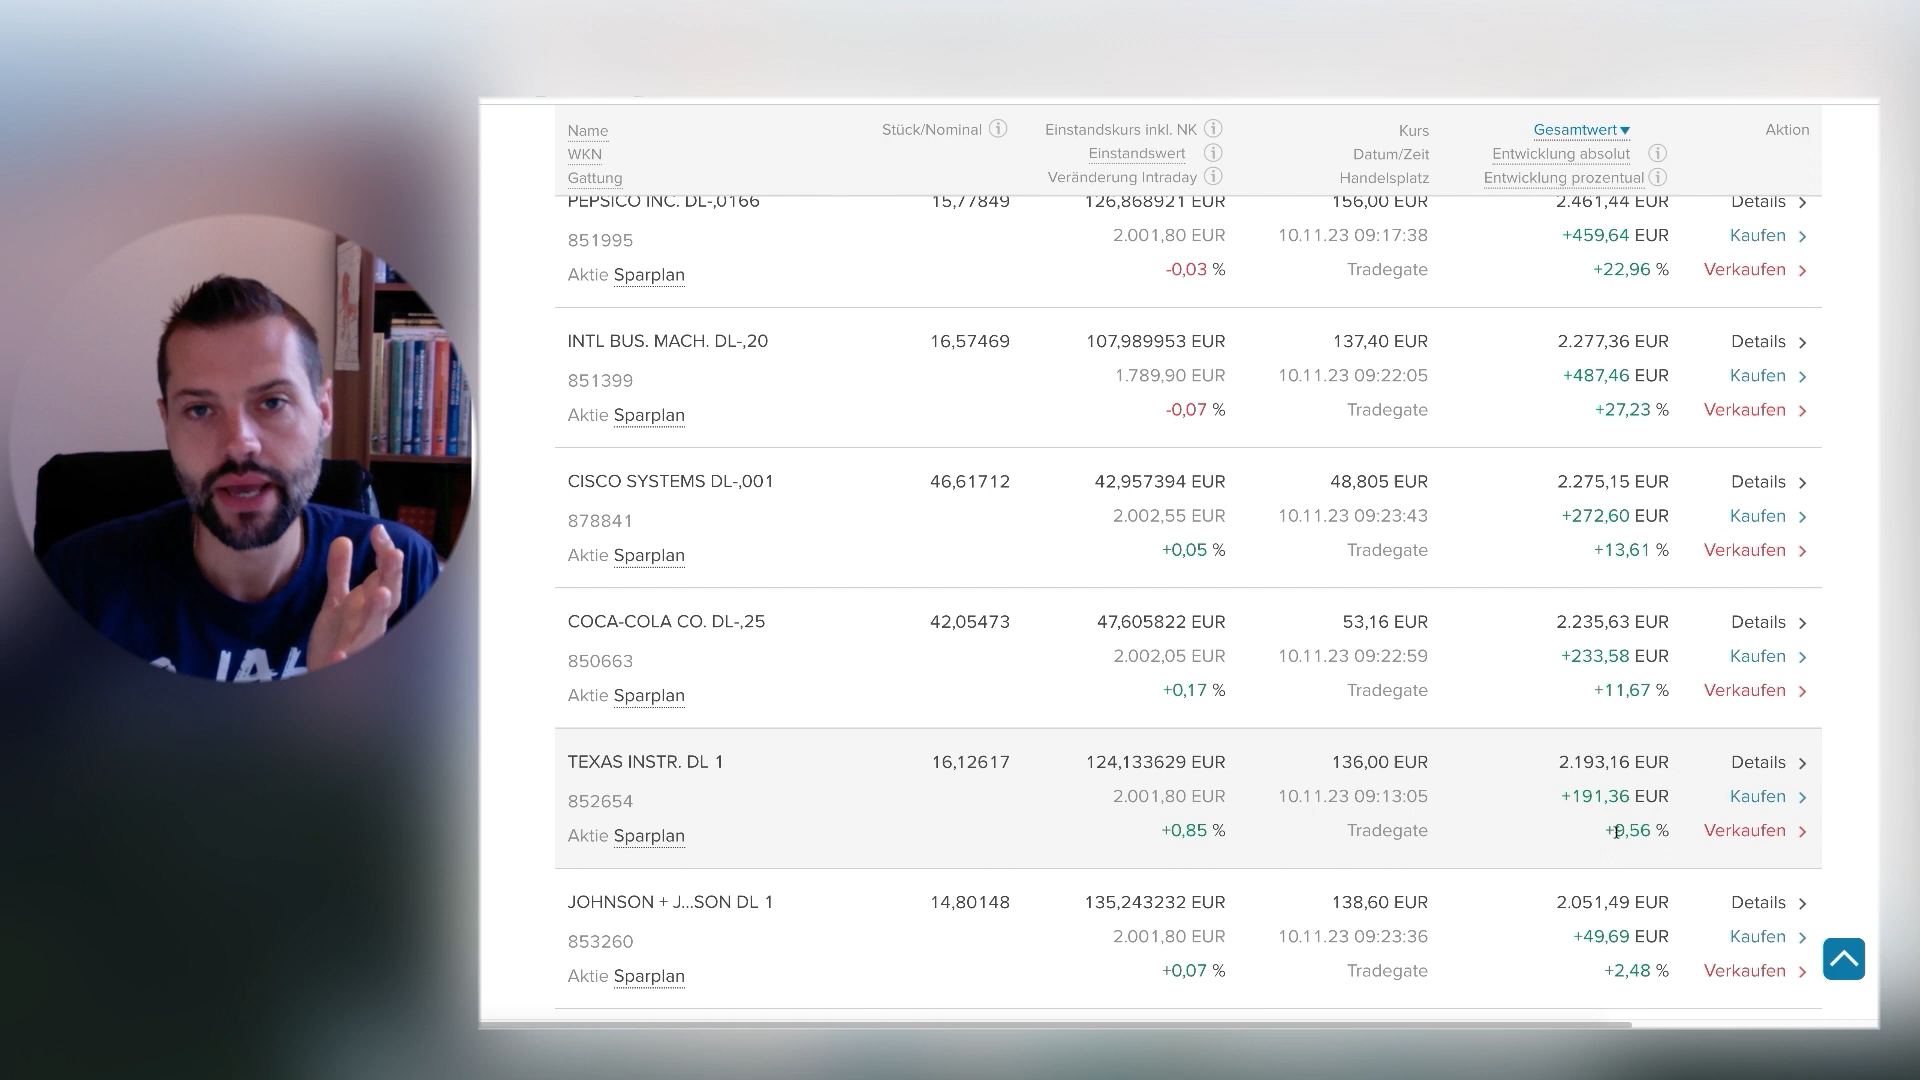 Name
WKN
Gattung
Stück/Nominal
Einstandskurs inkl. NK
Einstandswert
Veränderung Intraday
Kurs
Datum/Zeit
Handelsplatz
Gesamtwert▼
Entwicklung absolut
Entwicklung prozentual
Aktion
PEPSICO INC. DL-,0166 15,77849 126,868921 EUR 156,00 EUR 2.461,44 EUR Details
851995 2.001,80 EUR 10.11.23 09:17:38 +459,64 EUR Kaufen
Aktie Sparplan -0,03 % Tradegate +22,96 % Verkaufen
INTL BUS. MACH. DL-,20 16,57469 107,989953 EUR 137,40 EUR 2.277,36 EUR Details
851399 1.789,90 EUR 10.11.23 09:22:05 +487,46 EUR Kaufen
Aktie Sparplan -0,07 % Tradegate +27,23 % Verkaufen
CISCO SYSTEMS DL-,001 46,61712 42,957394 EUR 48,805 EUR 2.275,15 EUR Details
878841 2.002,55 EUR 10.11.23 09:23:43 +272,60 EUR Kaufen
Aktie Sparplan +0,05 % Tradegate +13,61 % Verkaufen
COCA-COLA CO. DL-,25 42,05473 47,605822 EUR 53,16 EUR 2.235,63 EUR Details
850663 2.002,05 EUR 10.11.23 09:22:59 +233,58 EUR Kaufen
Aktie Sparplan +0,17 % Tradegate +11,67 % Verkaufen
TEXAS INSTR. DL 1 16,12617 124,133629 EUR 136,00 EUR 2.193,16 EUR Details
852654 2.001,80 EUR 10.11.23 09:13:05 +191,36 EUR Kaufen
Aktie Sparplan +0,85 % Tradegate +9,56 % Verkaufen
JOHNSON + J...SON DL 1 14,80148 135,243232 EUR 138,60 EUR 2.051,49 EUR Details
853260 2.001,80 EUR 10.11.23 09:23:36 +49,69 EUR Kaufen
Aktie Sparplan +0,07 % Tradegate +2,48 % Verkaufen